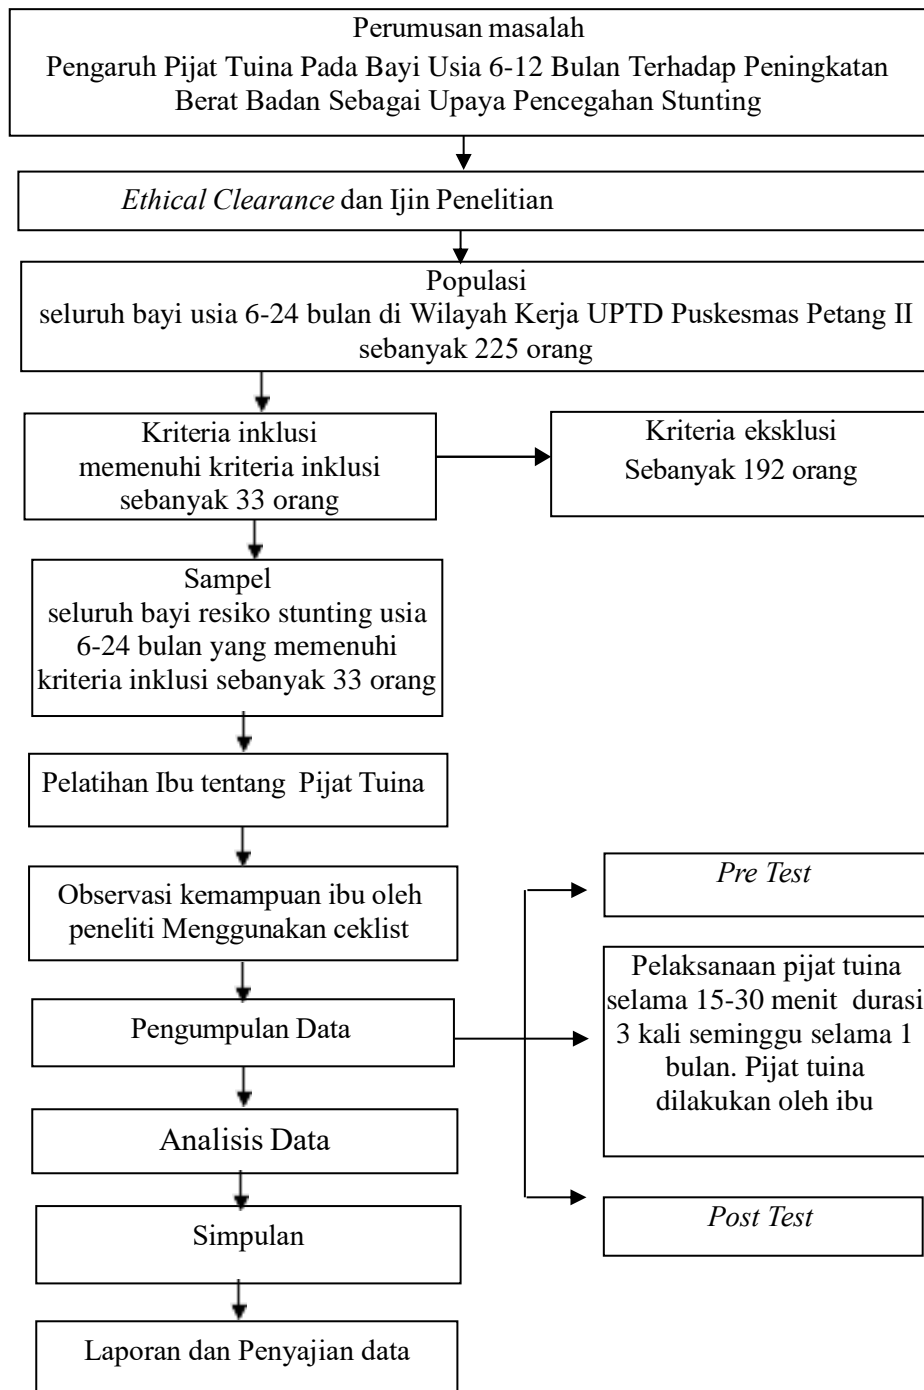 Perumusan masalah
Pengaruh Pijat Tuina Pada Bayi Usia 6-12 Bulan Terhadap Peningkatan
Berat Badan Sebagai Upaya Pencegahan Stunting
Ethical Clearance dan Ijin Penelitian
Populasi
seluruh bayi usia 6-24 bulan di Wilayah Kerja UPTD Puskesmas Petang II
sebanyak 225 orang
Kriteria inklusi
memenuhi kriteria inklusi
sebanyak 33 orang
Kriteria eksklusi
Sebanyak 192 orang
Sampel
seluruh bayi resiko stunting usia
6-24 bulan yang memenuhi
kriteria inklusi sebanyak 33 orang
Pelatihan Ibu tentang Pijat Tuina
Observasi kemampuan ibu oleh
peneliti Menggunakan ceklist
Pengumpulan Data
Pre Test
Pelaksanaan pijat tuina
selama 15-30 menit durasi
3 kali seminggu selama 1
bulan. Pijat tuina
dilakukan oleh ibu
Post Test
Analisis Data
Simpulan
Laporan dan Penyajian data